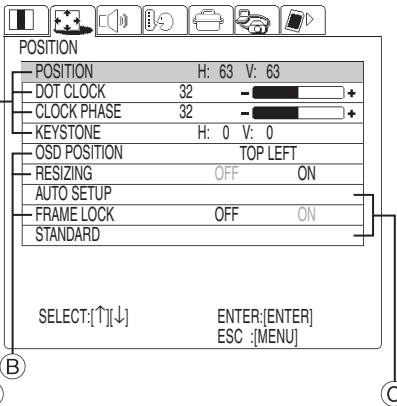 POSITION
POSITION H: 63 V: 63
DOT CLOCK 32 - +
CLOCK PHASE 32 - +
KEYSTONE H: 0 V: 0
OSD POSITION TOP LEFT
RESIZING OFF ON
AUTO SETUP
FRAME LOCK OFF ON
STANDARD
SELECT:[↑][↓] ENTER:[ENTER]
ESC :[MENU]
B
C